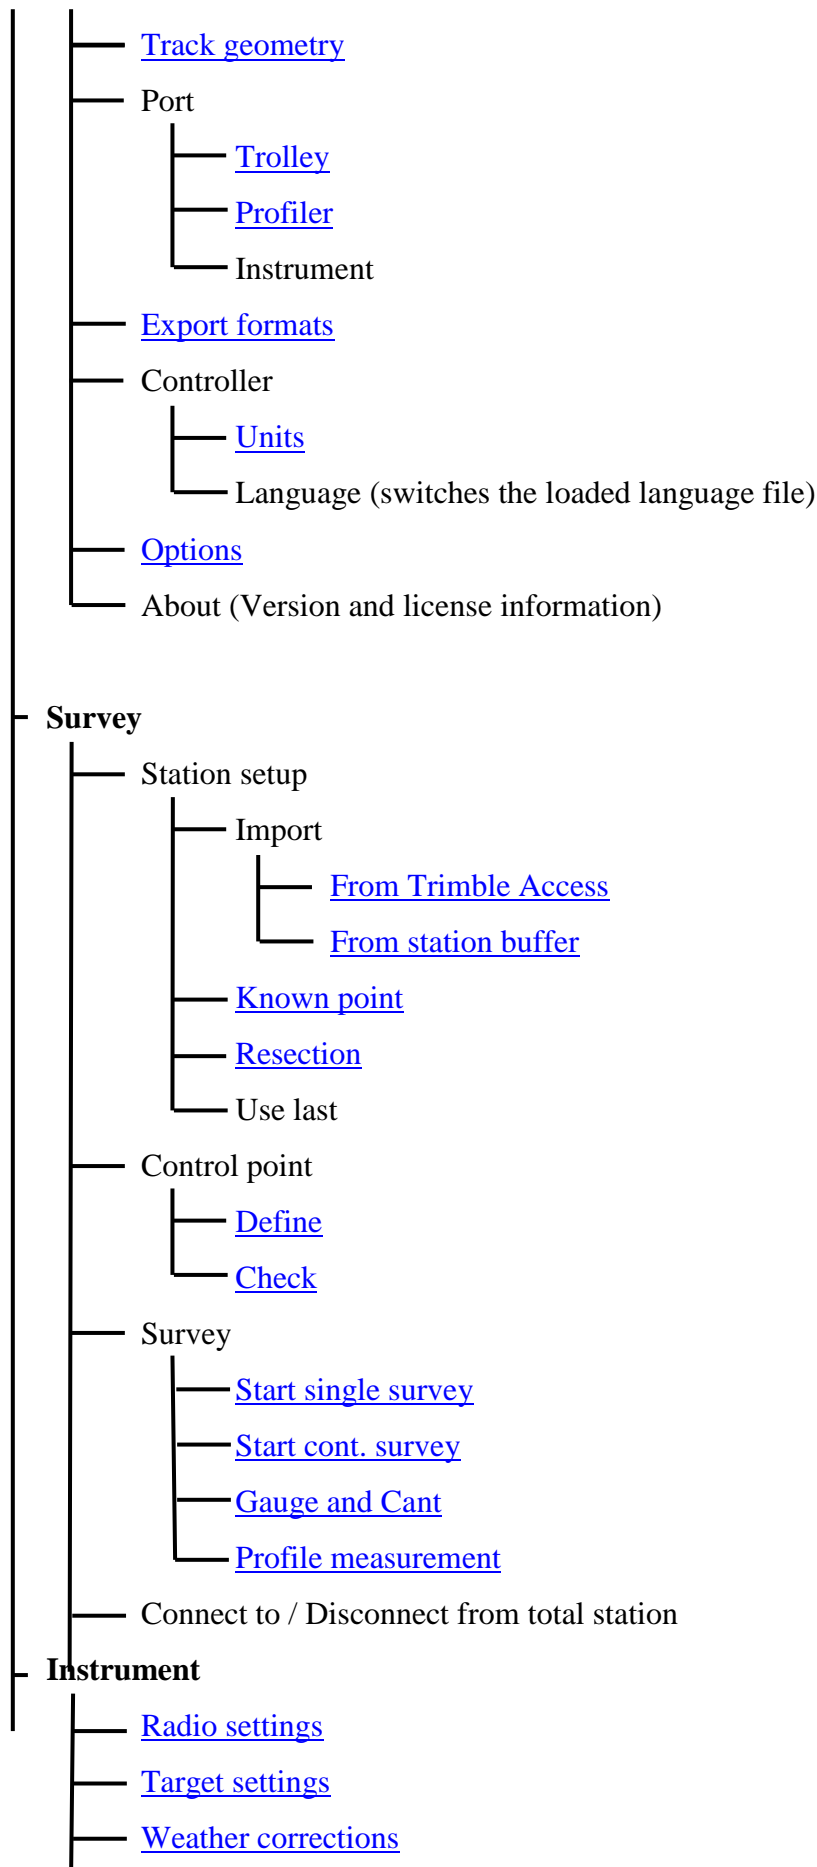 Track geometry
Port
Trolley
Profiler
Instrument
Export formats
Controller
Units
Language (switches the loaded language file)
Options
About (Version and license information)
Survey
Station setup
Import
From Trimble Access
From station buffer
Known point
Resection
Use last
Control point
Define
Check
Survey
Start single survey
Start cont. survey
Gauge and Cant
Profile measurement
Connect to / Disconnect from total station
Instrument
Radio settings
Target settings
Weather corrections